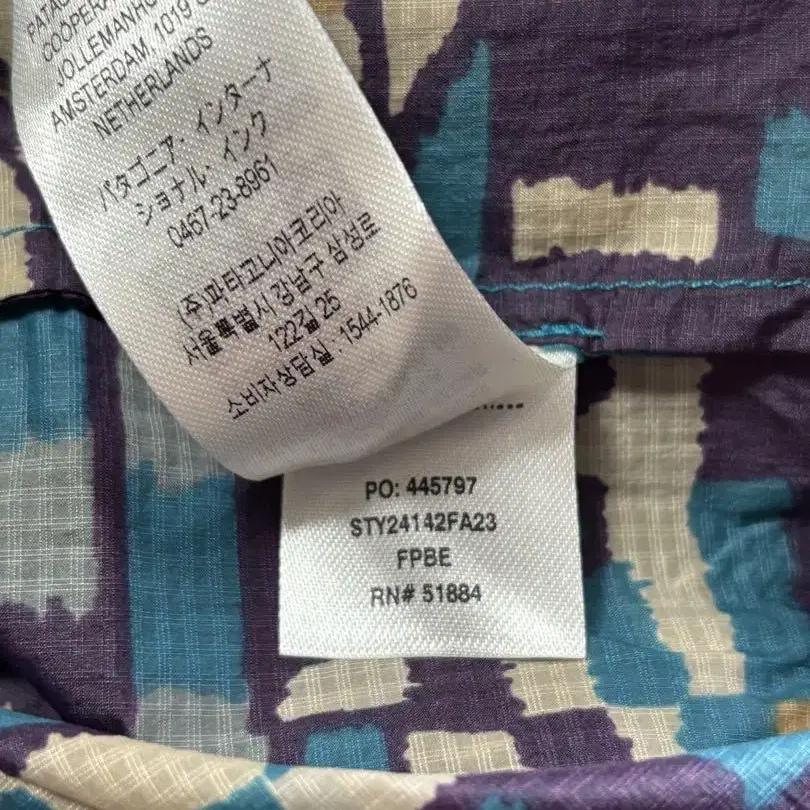 COOPERA
JOLLEMANHO
AMSTERDAM, 1019
NETHERLANDS
パタゴニア・インターナ
ショナル・インク
0467-23-8961
(주)파타고니아코리아
서울특별시 강남구 삼성로
122길 25
소비자상담실 : 1544-1876
PO: 445797
STY24142FA23
FPBE
RN# 51884